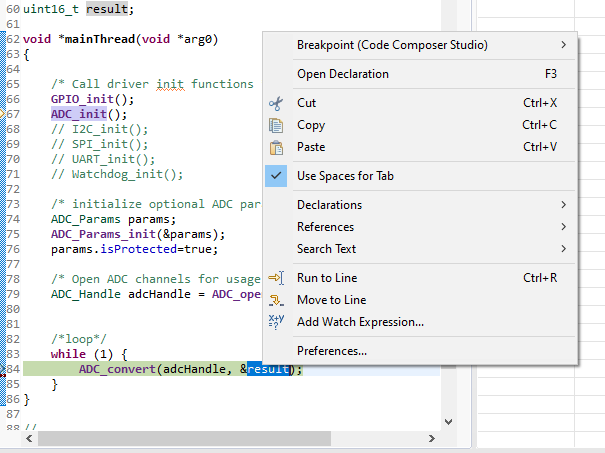 60 uint16_t result;
61
62 void *mainThread(void *arg0)
63 {
64
65 /* Call driver init functions
66 GPIO_init();
67 ADC_init();
68 // I2C_init();
69 // SPI_init();
70 // UART_init();
71 // Watchdog_init();
72
73 /* initialize optional ADC par
74 ADC_Params params;
75 ADC_Params_init(&params);
76 params.isProtected=true;
77
78 /* Open ADC channels for usage
79 ADC_Handle adcHandle = ADC_ope
80
81
82 /*loop*/
83 while (1) {
84 ADC_convert(adcHandle, &result);
85 }
86 }
87
88 //
Breakpoint (Code Composer Studio)
Open Declaration F3
Cut Ctrl+X
Copy Ctrl+C
Paste Ctrl+V
Use Spaces for Tab
Declarations
References
Search Text
Run to Line Ctrl+R
Move to Line
Add Watch Expression...
Preferences...